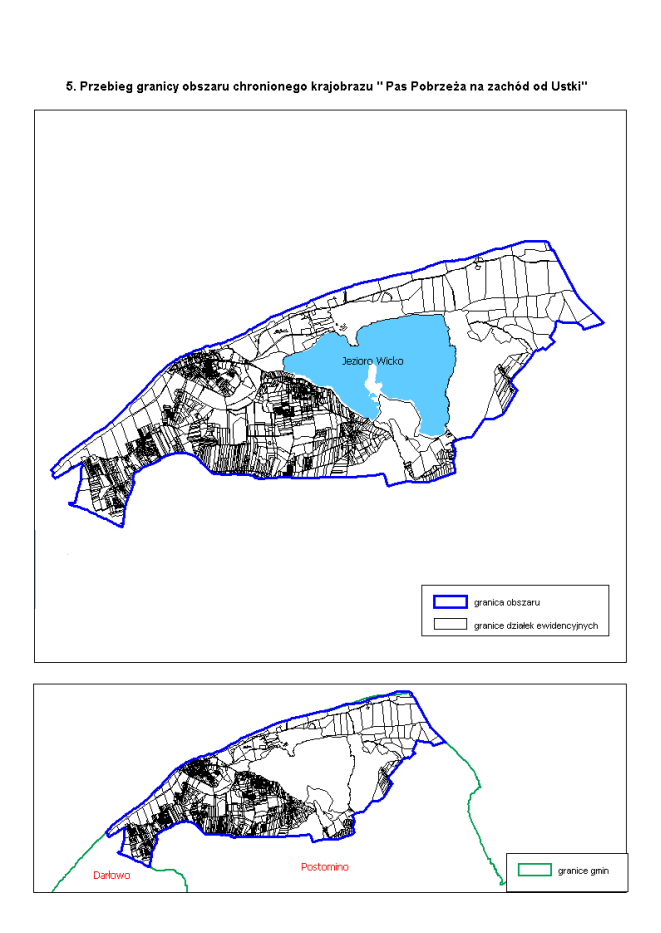 5. Przebieg granicy obszaru chronionego krajobrazu " Pas Pobrzeża na zachód od Ustki"
Jezioro Wicko
granica obszaru
granice działek ewidencyjnych
Darłowo
Postomino
granice gmin